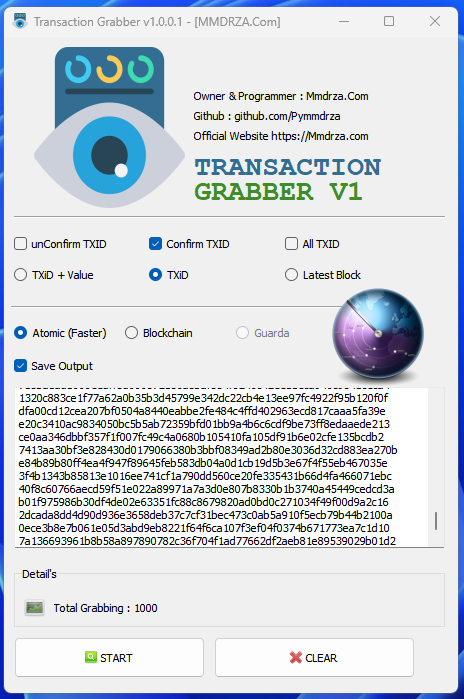 Transaction Grabber v1.0.0.1 - [MMDRZA.Com]
Owner & Programmer : Mmdrza.Com
Github : github.com/Pymmdrza
Official Website https://Mmdrza.com
TRANSACTION
GRABBER V1
unConfirm TXID
Confirm TXID
All TXID
TXiD + Value
TXiD
Latest Block
Atomic (Faster)
Blockchain
Guarda
Save Output
1320c883ce1f77a62a0b35b3d45799e342dc22cb4e13ee97fc4922f95b120f0f
dfa00cd12cea207bf0504a8440eabbe2fe484c4ffd402963ecd817caaa5fa39e
e20c3410ac9834050bc5b5ab72359bfd01bb9a4b6c6cdf9be73ff8edaaede213
ce0aa346dbbf357f1f007fc49c4a0680b105410fa105df91b6e02cfe135bcdb2
7413aa30bf3e828430d0179066380b3bbf08349ad2b80e3036d32cd883ea270b
e84b89b80ff4ea4f947f89645feb583db04a0d1cb19d5b3e67f4f55eb467035e
3f4b1343b85813e1016ee741cf1a790dd560ce20fe335431b66d4fa466071ebc
40f8c60766aecd59f51e022a89971a7a3d0e807b8330b1b3740a45449cedcd3a
b01f975986b30df4de02e63351fc88c8679820ad0bd0c271034f49f00d9a2c16
2dcada8dd4d90d936e3658deb37c7cf31bec473c0ab5a910f5ecb79b44b2100a
0ece3b8e7b061e05d3abd9eb8221f64f6ca107f3ef04f0374b671773ea7c1d10
7a136693961b8b58a897890782c36f704f1ad77662df2aeb81e89539029b01d2
Detail's
Total Grabbing : 1000
START
CLEAR